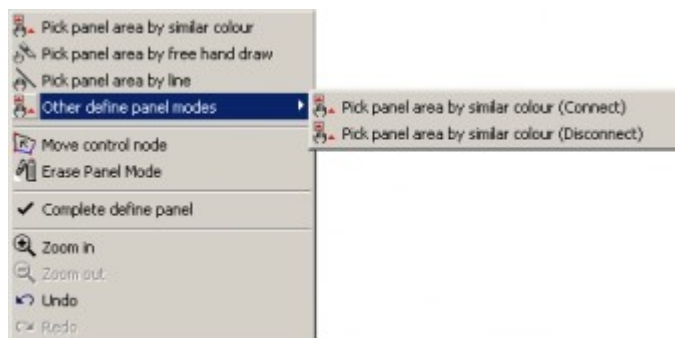 Pick panel area by similar colour
Pick panel area by free hand draw
Pick panel area by line
Other define panel modes
Pick panel area by similar colour (Connect)
Pick panel area by similar colour (Disconnect)
Move control node
Erase Panel Mode
Complete define panel
Zoom in
Zoom out
Undo
Redo